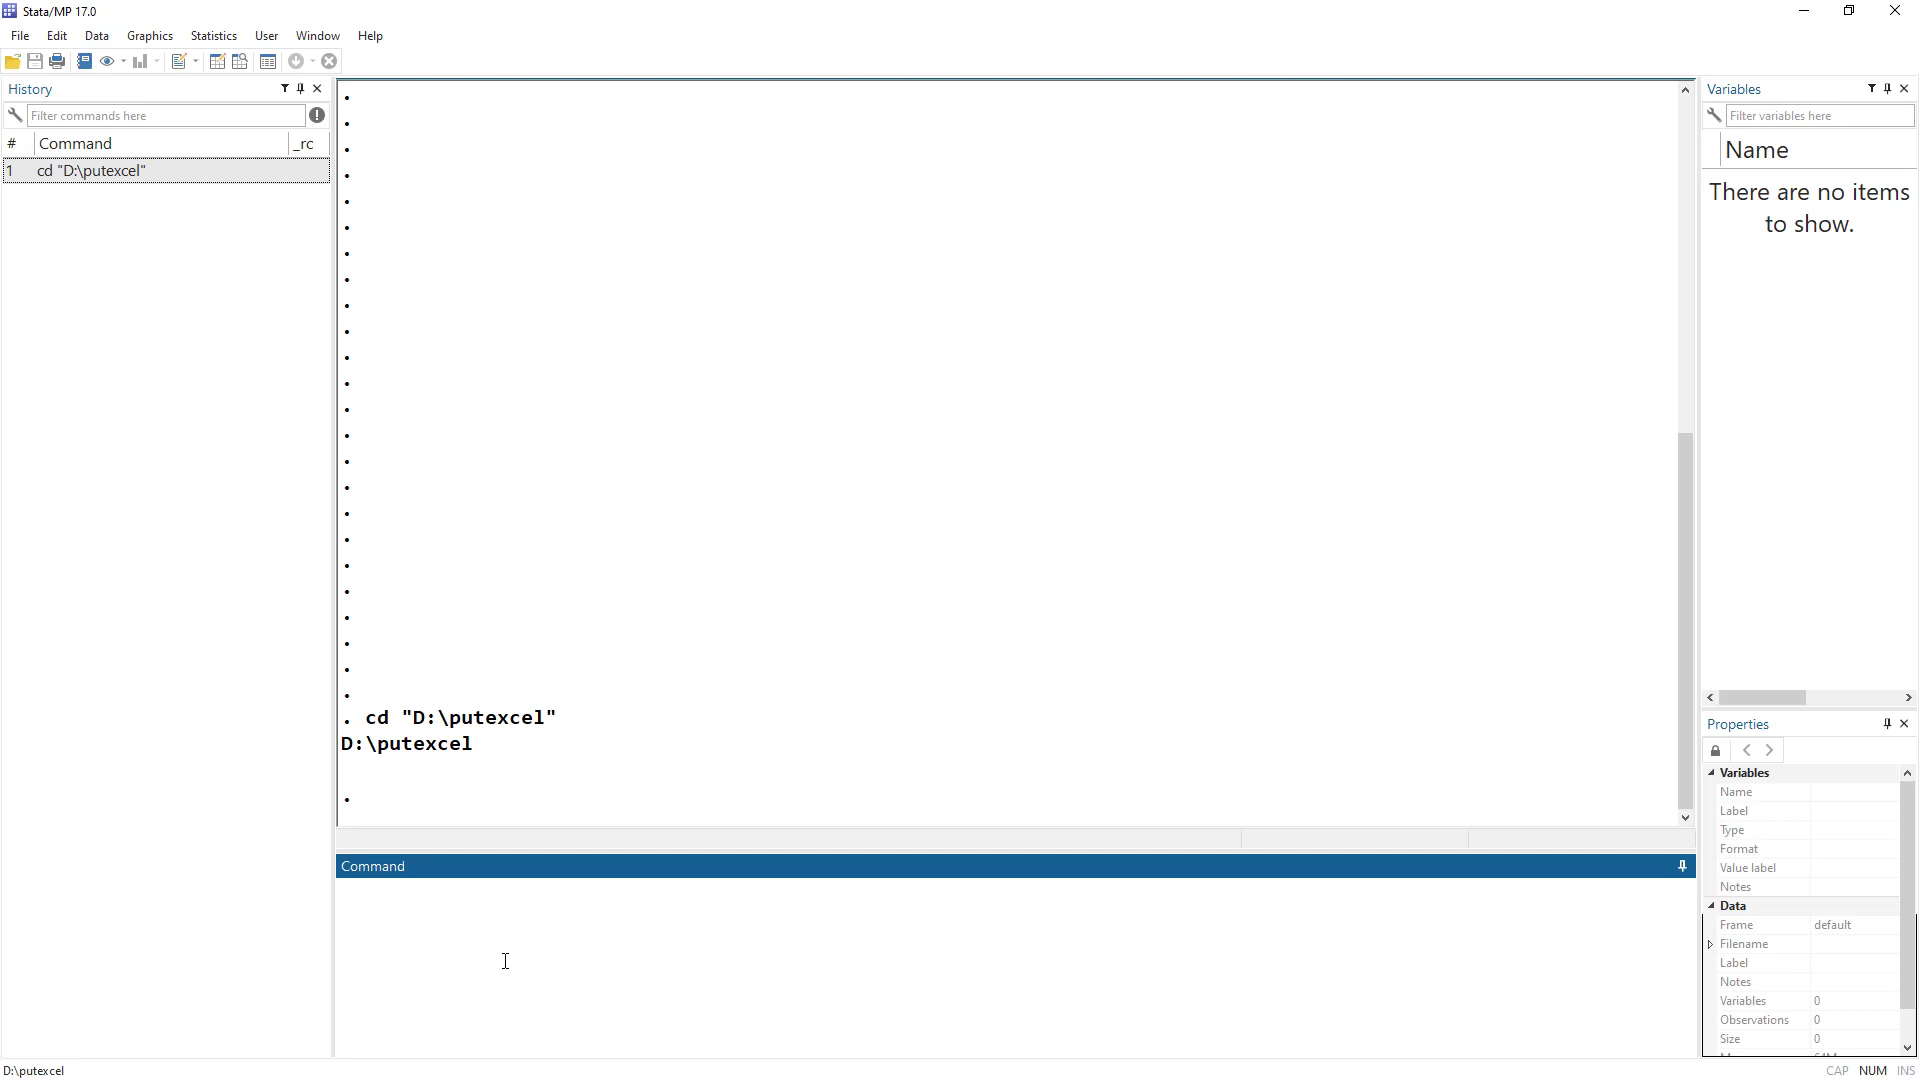 Stata/MP 17.0
File Edit Data Graphics Statistics User Window Help
History
Filter commands here
# Command _rc
1 cd "D:\putexcel"
. cd "D:\putexcel"
D:\putexcel
.
Command
Variables
Filter variables here
Name
There are no items
to show.
Properties
Variables
Name
Label
Type
Format
Value label
Notes
Data
Frame default
Filename
Label
Notes
Variables 0
Observations 0
Size 0
D:\putexcel
CAP NUM INS